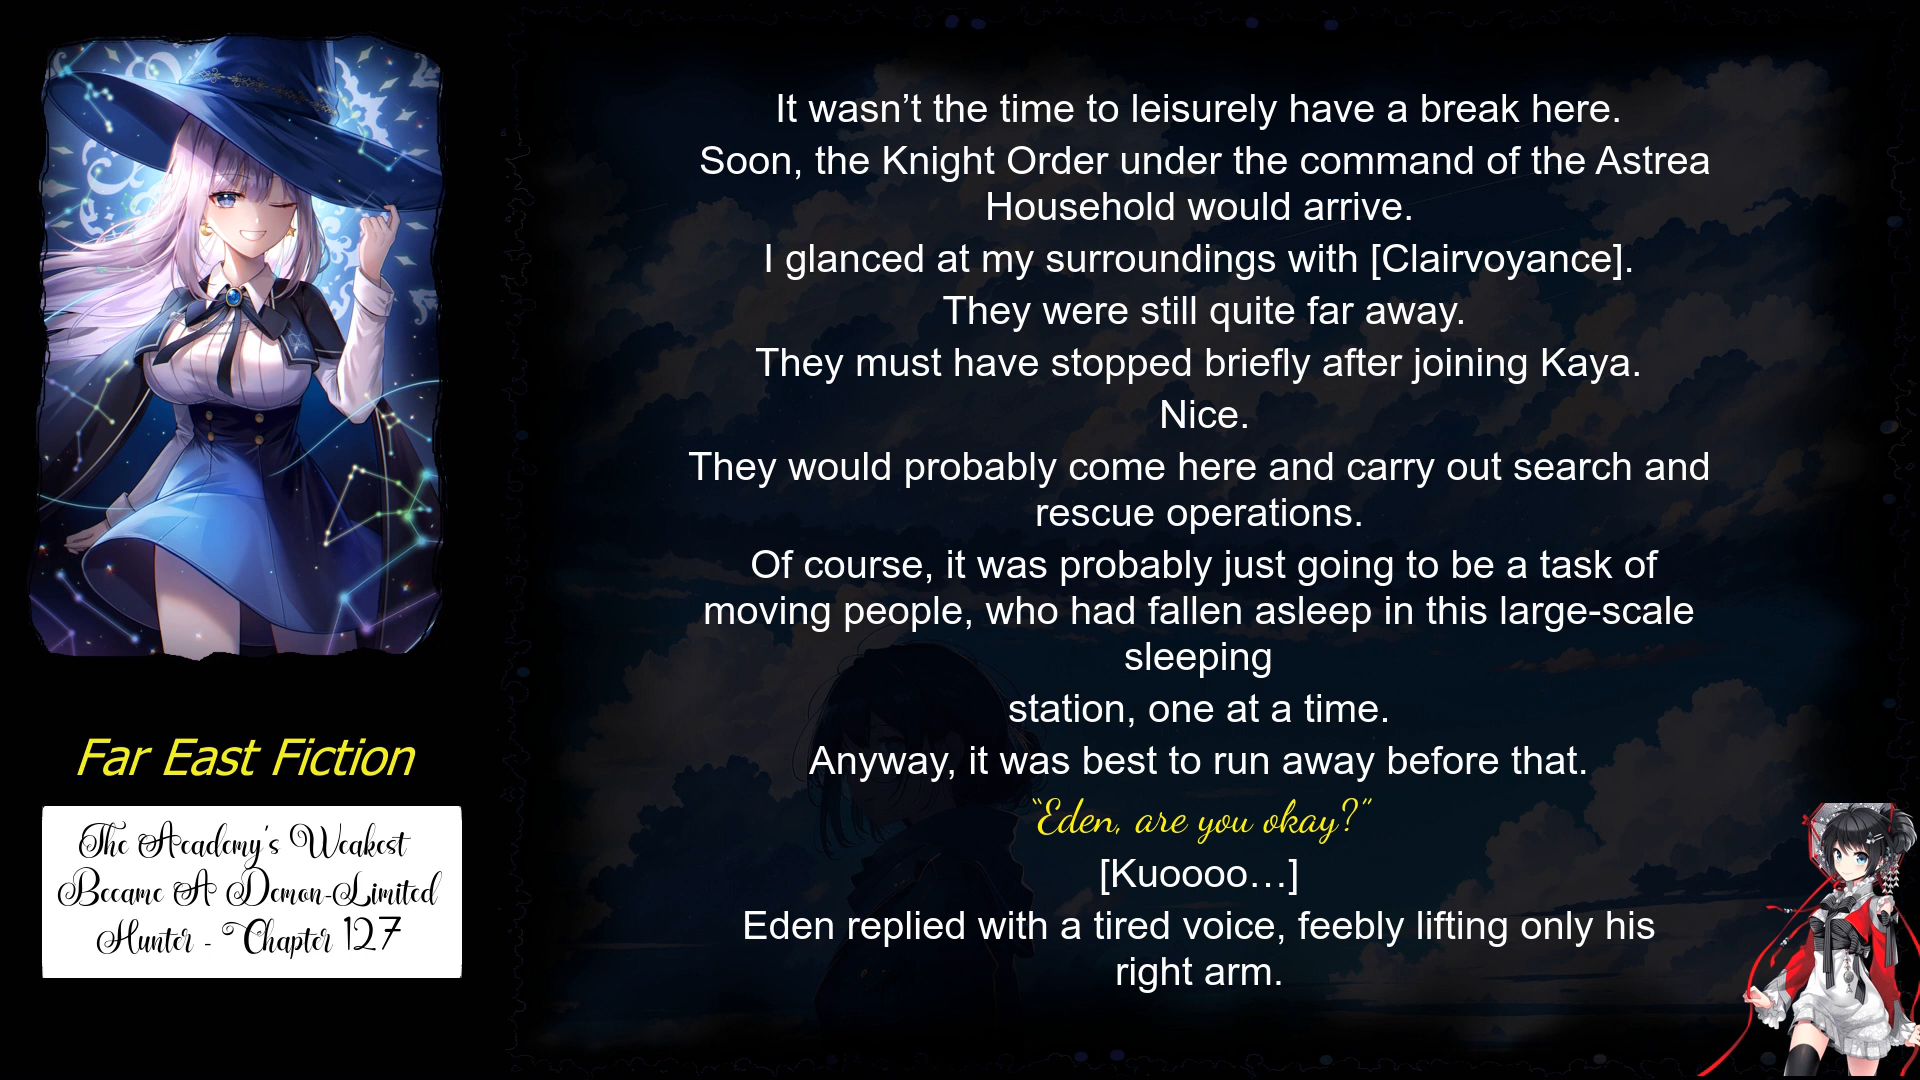 It wasn’t the time to leisurely have a break here.
Soon, the Knight Order under the command of the Astrea
Household would arrive.
I glanced at my surroundings with [Clairvoyance].
They were still quite far away.
They must have stopped briefly after joining Kaya.
Nice.
They would probably come here and carry out search and
rescue operations.
Of course, it was probably just going to be a task of
moving people, who had fallen asleep in this large-scale
sleeping
station, one at a time.
Anyway, it was best to run away before that.
“Eden, are you okay?”
[Kuoooo…]
Eden replied with a tired voice, feebly lifting only his
right arm.
Far East Fiction
The Academy's Weakest
Became A Demon-Limited
Hunter - Chapter 127